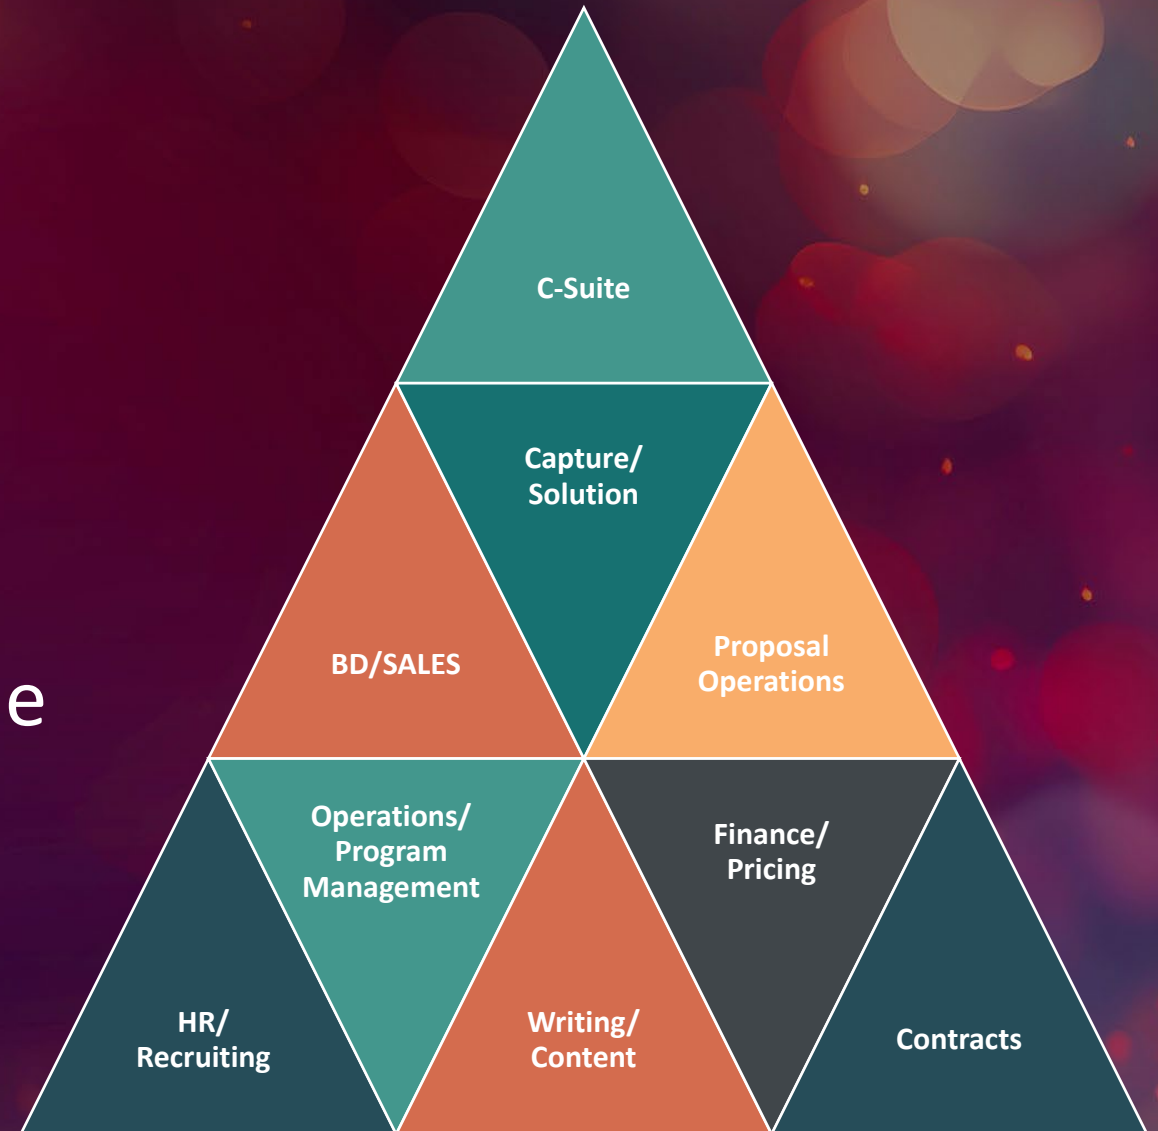 C-Suite
Capture/
Solution
BD/SALES
Proposal
Operations
e
Operations/
Program
Management
Finance/
Pricing
HR/
Recruiting
Writing/
Content
Contracts